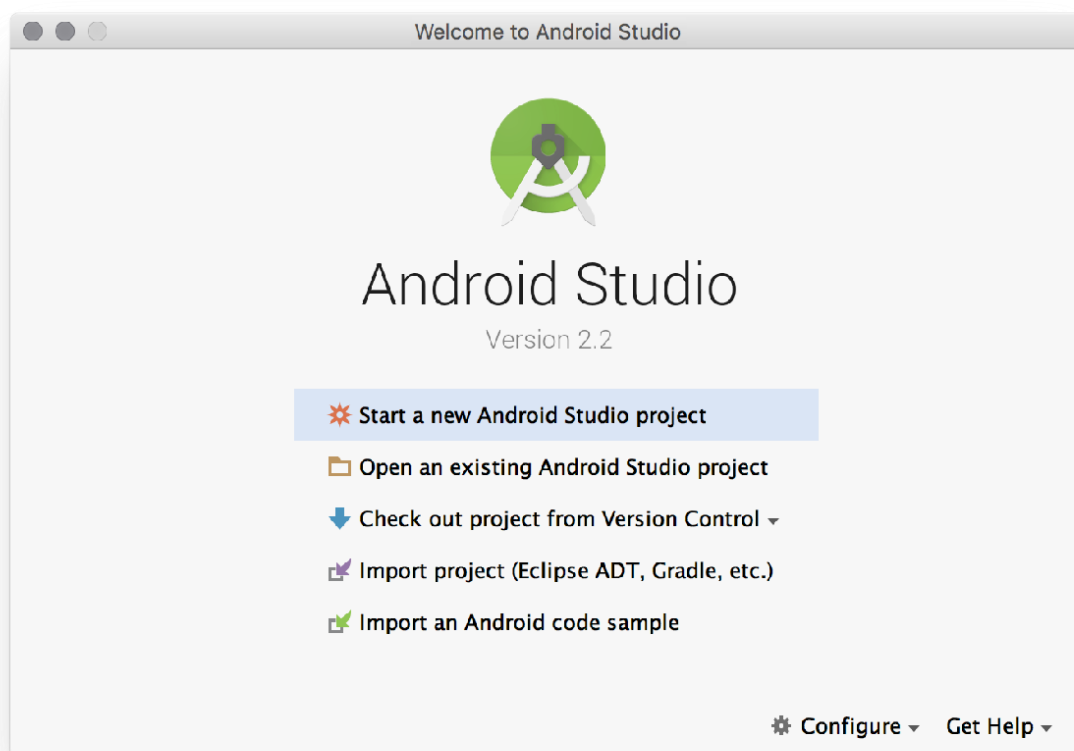 Welcome to Android Studio
Android Studio
Version 2.2
Start a new Android Studio project
Open an existing Android Studio project
Check out project from Version Control
Import project (Eclipse ADT, Gradle, etc.)
Import an Android code sample
Configure Get Help